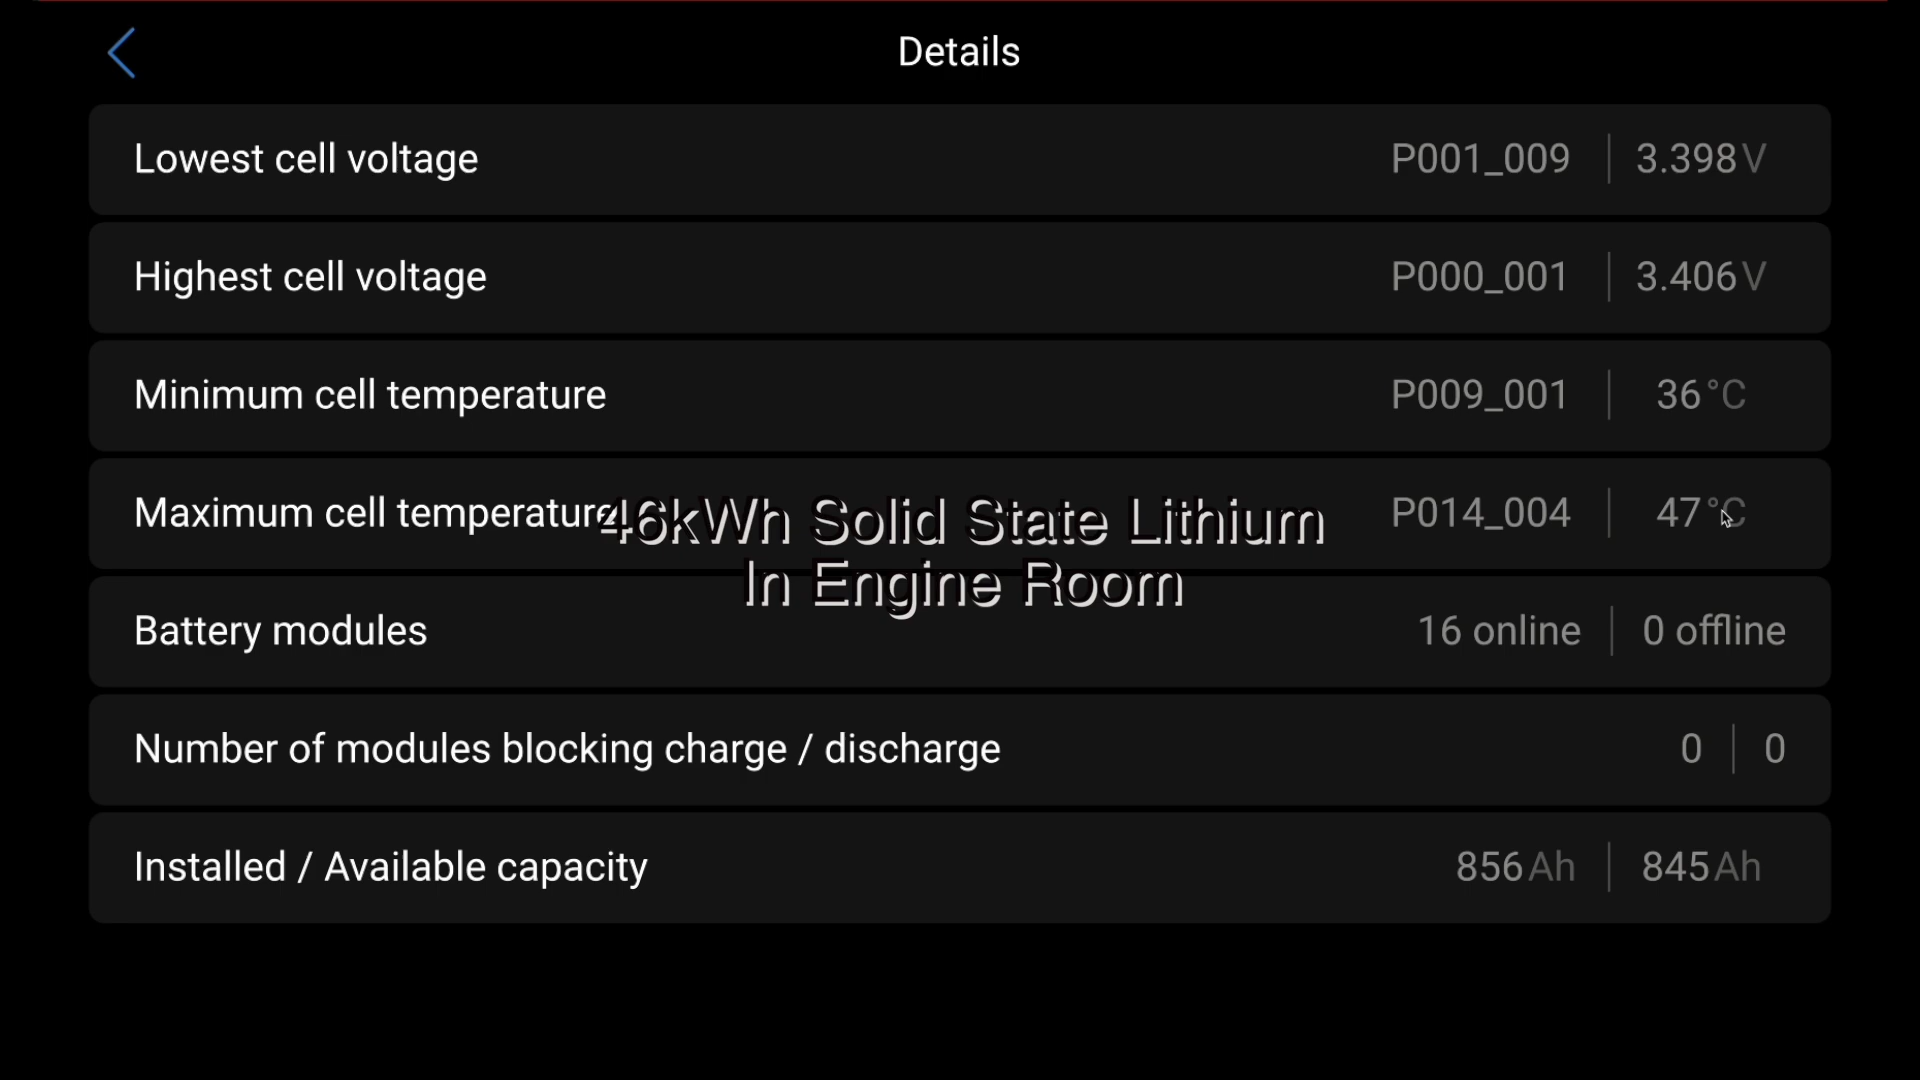 Details
Lowest cell voltage P001_009 3.398V
Highest cell voltage P000_001 3.406V
Minimum cell temperature P009_001 36°C
Maximum cell temperature P014_004 47°C
46kWh Solid State Lithium
In Engine Room
Battery modules 16 online 0 offline
Number of modules blocking charge / discharge 0 0
Installed / Available capacity 856Ah 845Ah